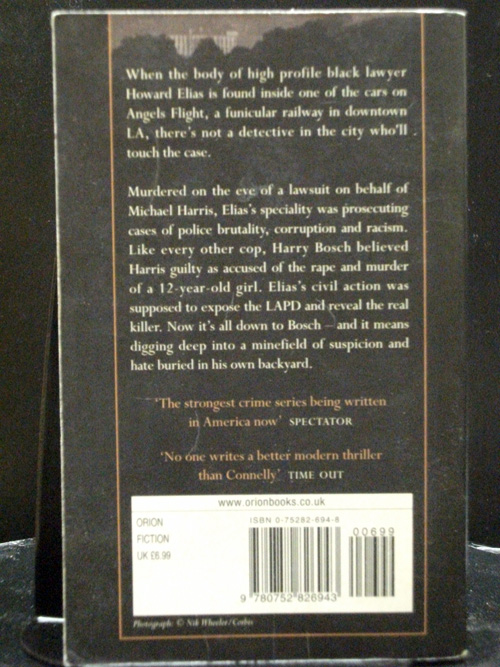 When the body of high profile black lawyer
Howard Elias is found inside one of the cars on
Angels Flight, a funicular railway in downtown
LA, there's not a detective in the city who'll
touch the case.
Murdered on the eve of a lawsuit on behalf of
Michael Harris, Elias's speciality was prosecuting
cases of police brutality, corruption and racism.
Like every other cop, Harry Bosch believed
Harris guilty as accused of the rape and murder
of a 12-year-old girl. Elias's civil action was
supposed to expose the LAPD and reveal the real
killer. Now it's all down to Bosch – and it means
digging deep into a minefield of suspicion and
hate buried in his own backyard.
'The strongest crime series being written
in America now' SPECTATOR
'No one writes a better modern thriller
than Connelly' TIME OUT
www.orionbooks.co.uk
ORION
FICTION
UK £6.99
ISBN 0-75282-694-8
00699
9 780752 826943
Photograph: © Nik Wheeler/Corbis